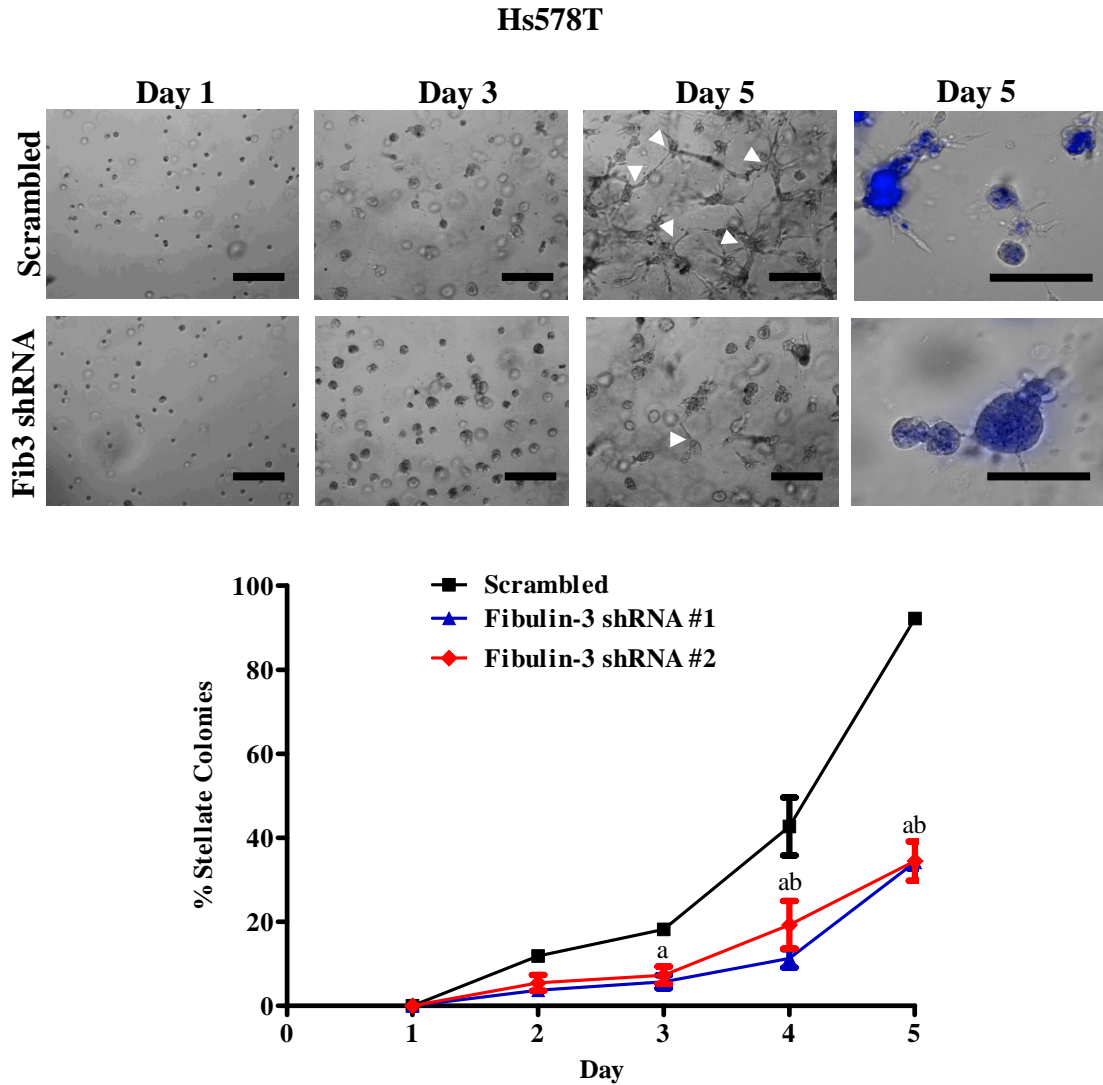 Hs578T
Day 1 Day 3 Day 5 Day 5
Scrambled
Fib3 shRNA
Scrambled
Fibulin-3 shRNA #1
Fibulin-3 shRNA #2
% Stellate Colonies
100
80
60
40
20
0
a
ab
ab
0 1 2 3 4 5
Day